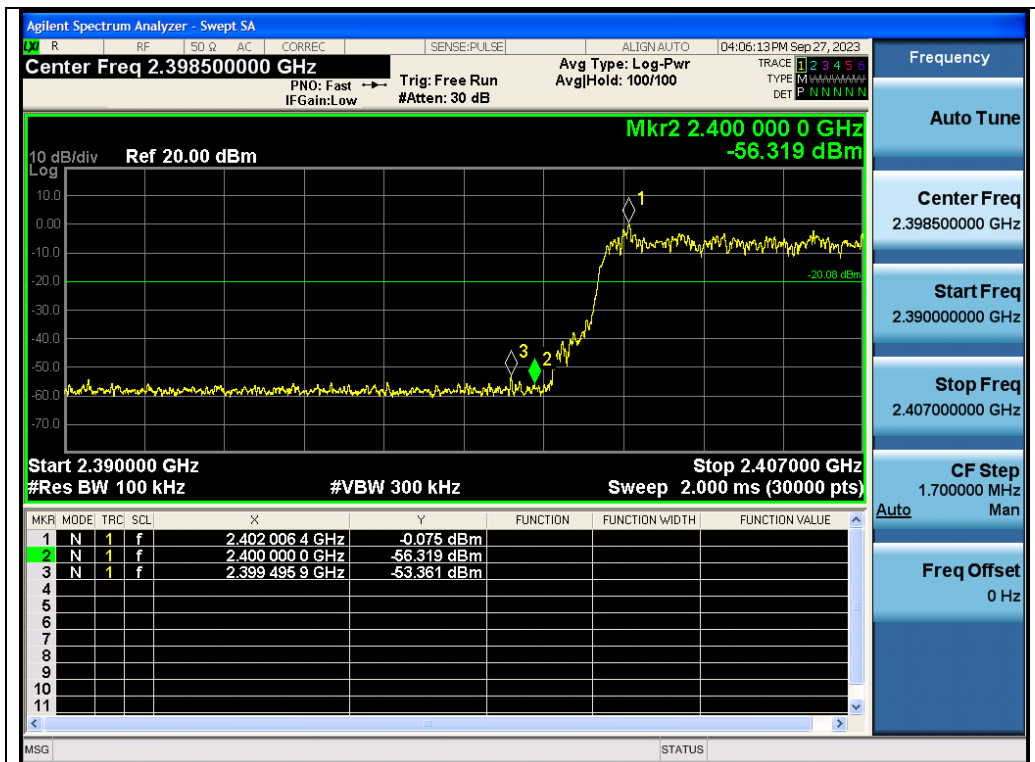 Agilent Spectrum Analyzer - Swept SA
LXI R RF 50 Ω AC CORREC SENSE:PULSE ALIGN AUTO 04:06:13 PM Sep 27, 2023
Center Freq 2.398500000 GHz
PNO: Fast
IFGain:Low
Trig: Free Run
#Atten: 30 dB
Avg Type: Log-Pwr
Avg|Hold: 100/100
TRACE 1 2 3 4 5 6
TYPE M
DET P N N N N N
Mkr2 2.400 000 0 GHz
-56.319 dBm
10 dB/div Ref 20.00 dBm
Log
10.0
0.00
-10.0
-20.0
-30.0
-40.0
-50.0
-60.0
-70.0
1
-20.08 dBm
3
2
Start 2.390000 GHz Stop 2.407000 GHz
#Res BW 100 kHz #VBW 300 kHz Sweep 2.000 ms (30000 pts)
MKR MODE TRC SCL X Y FUNCTION FUNCTION WIDTH FUNCTION VALUE
1 N 1 f 2.402 006 4 GHz -0.075 dBm
2 N 1 f 2.400 000 0 GHz -56.319 dBm
3 N 1 f 2.399 495 9 GHz -53.361 dBm
4
5
6
7
8
9
10
11
MSG STATUS
Frequency
Auto Tune
Center Freq
2.398500000 GHz
Start Freq
2.390000000 GHz
Stop Freq
2.407000000 GHz
CF Step
1.700000 MHz
Auto Man
Freq Offset
0 Hz